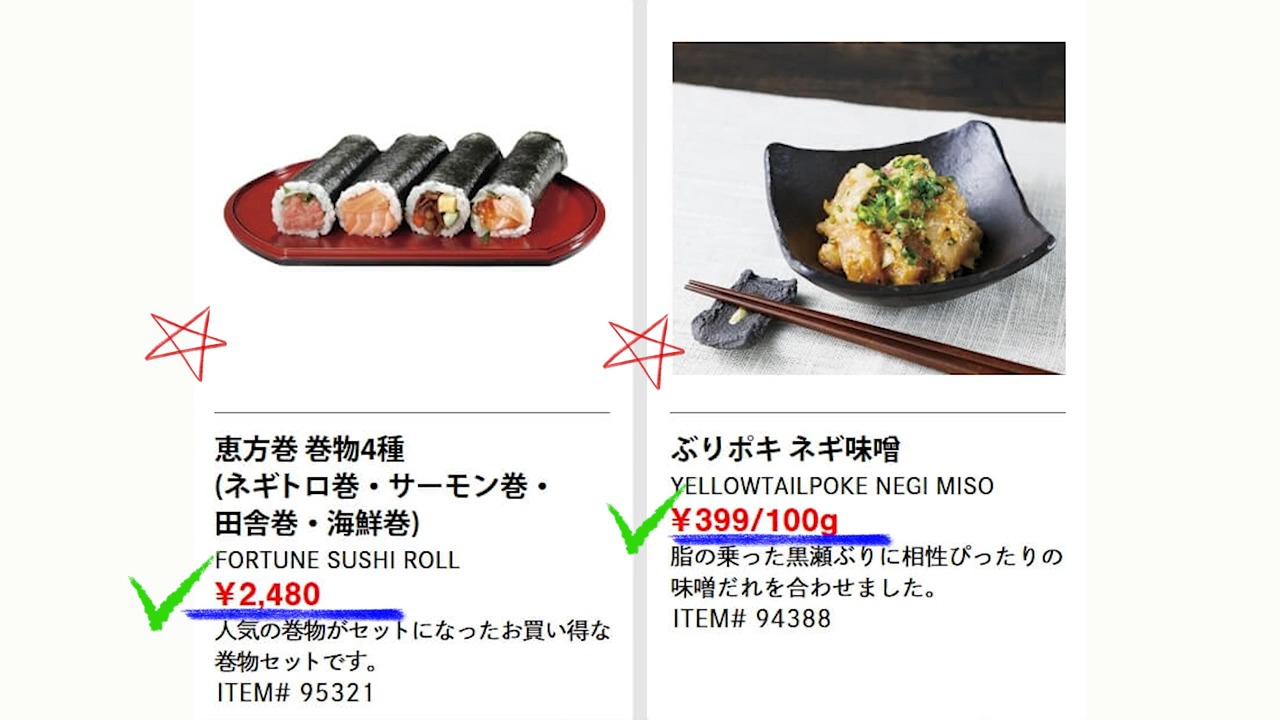 恵方巻 巻物4種
(ネギトロ巻・サーモン巻・
田舎巻・海鮮巻)
FORTUNE SUSHI ROLL
¥2,480
人気の巻物がセットになったお買い得な
巻物セットです。
ITEM# 95321
ぶりポキ ネギ味噌
YELLOWTAILPOKE NEGI MISO
¥399/100g
脂の乗った黒瀬ぶりに相性ぴったりの
味噌だれを合わせました。
ITEM# 94388